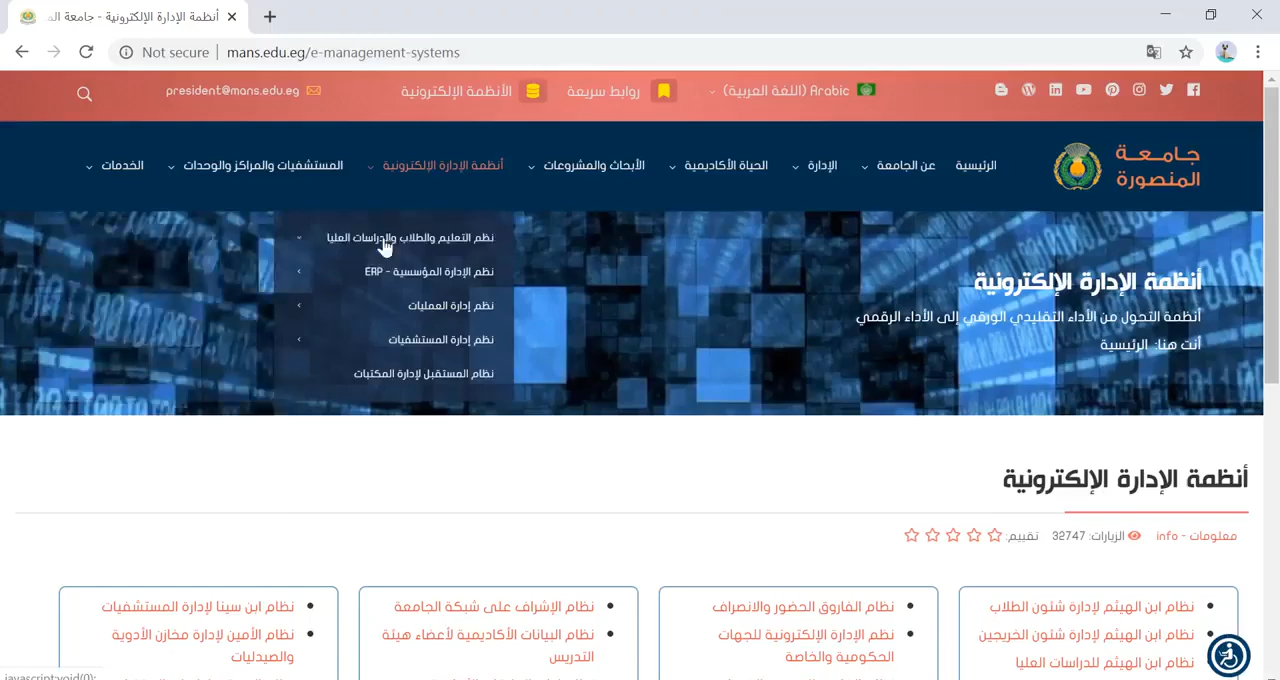 أنظمة الإدارة الإلكترونية - جامعة الم
Not secure
mans.edu.eg/e-management-systems
president@mans.edu.eg
الأنظمة الإلكترونية
روابط سريعة
Arabic (اللغة العربية)
جامعة
المنصورة
الرئيسية
عن الجامعة
الإدارة
الحياة الأكاديمية
الأبحاث والمشروعات
أنظمة الإدارة الإلكترونية
المستشفيات والمراكز والوحدات
الخدمات
نظم التعليم والطلاب والدراسات العليا
نظم الإدارة المؤسسية - ERP
نظم إدارة العمليات
نظم إدارة المستشفيات
نظام المستقبل لإدارة المكتبات
أنظمة الإدارة الإلكترونية
أنظمة التحول من الأداء التقليدي الورقي إلى الأداء الرقمي
أنت هنا: الرئيسية
أنظمة الإدارة الإلكترونية
معلومات - info
الزيارات: 32747
تقييم:
نظام ابن الهيثم لإدارة شئون الطلاب
نظام ابن الهيثم لإدارة شئون الخريجين
نظام ابن الهيثم للدراسات العليا
نظام الفاروق الحضور والانصراف
نظم الإدارة الإلكترونية للجهات
الحكومية والخاصة
نظام الإشراف على شبكة الجامعة
نظام البيانات الأكاديمية لأعضاء هيئة
التدريس
نظام ابن سينا لإدارة المستشفيات
نظام الأمين لإدارة مخازن الأدوية
والصيدليات
javascript:void(0);